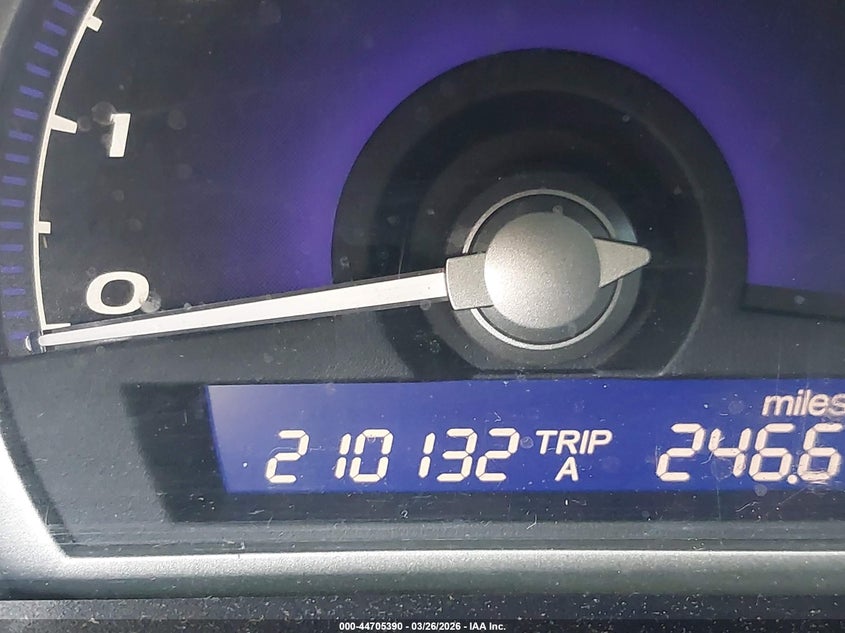 1
0
miles
210132 TRIP A 246.6
000-44705390 - 03/26/2026 - IAA Inc.